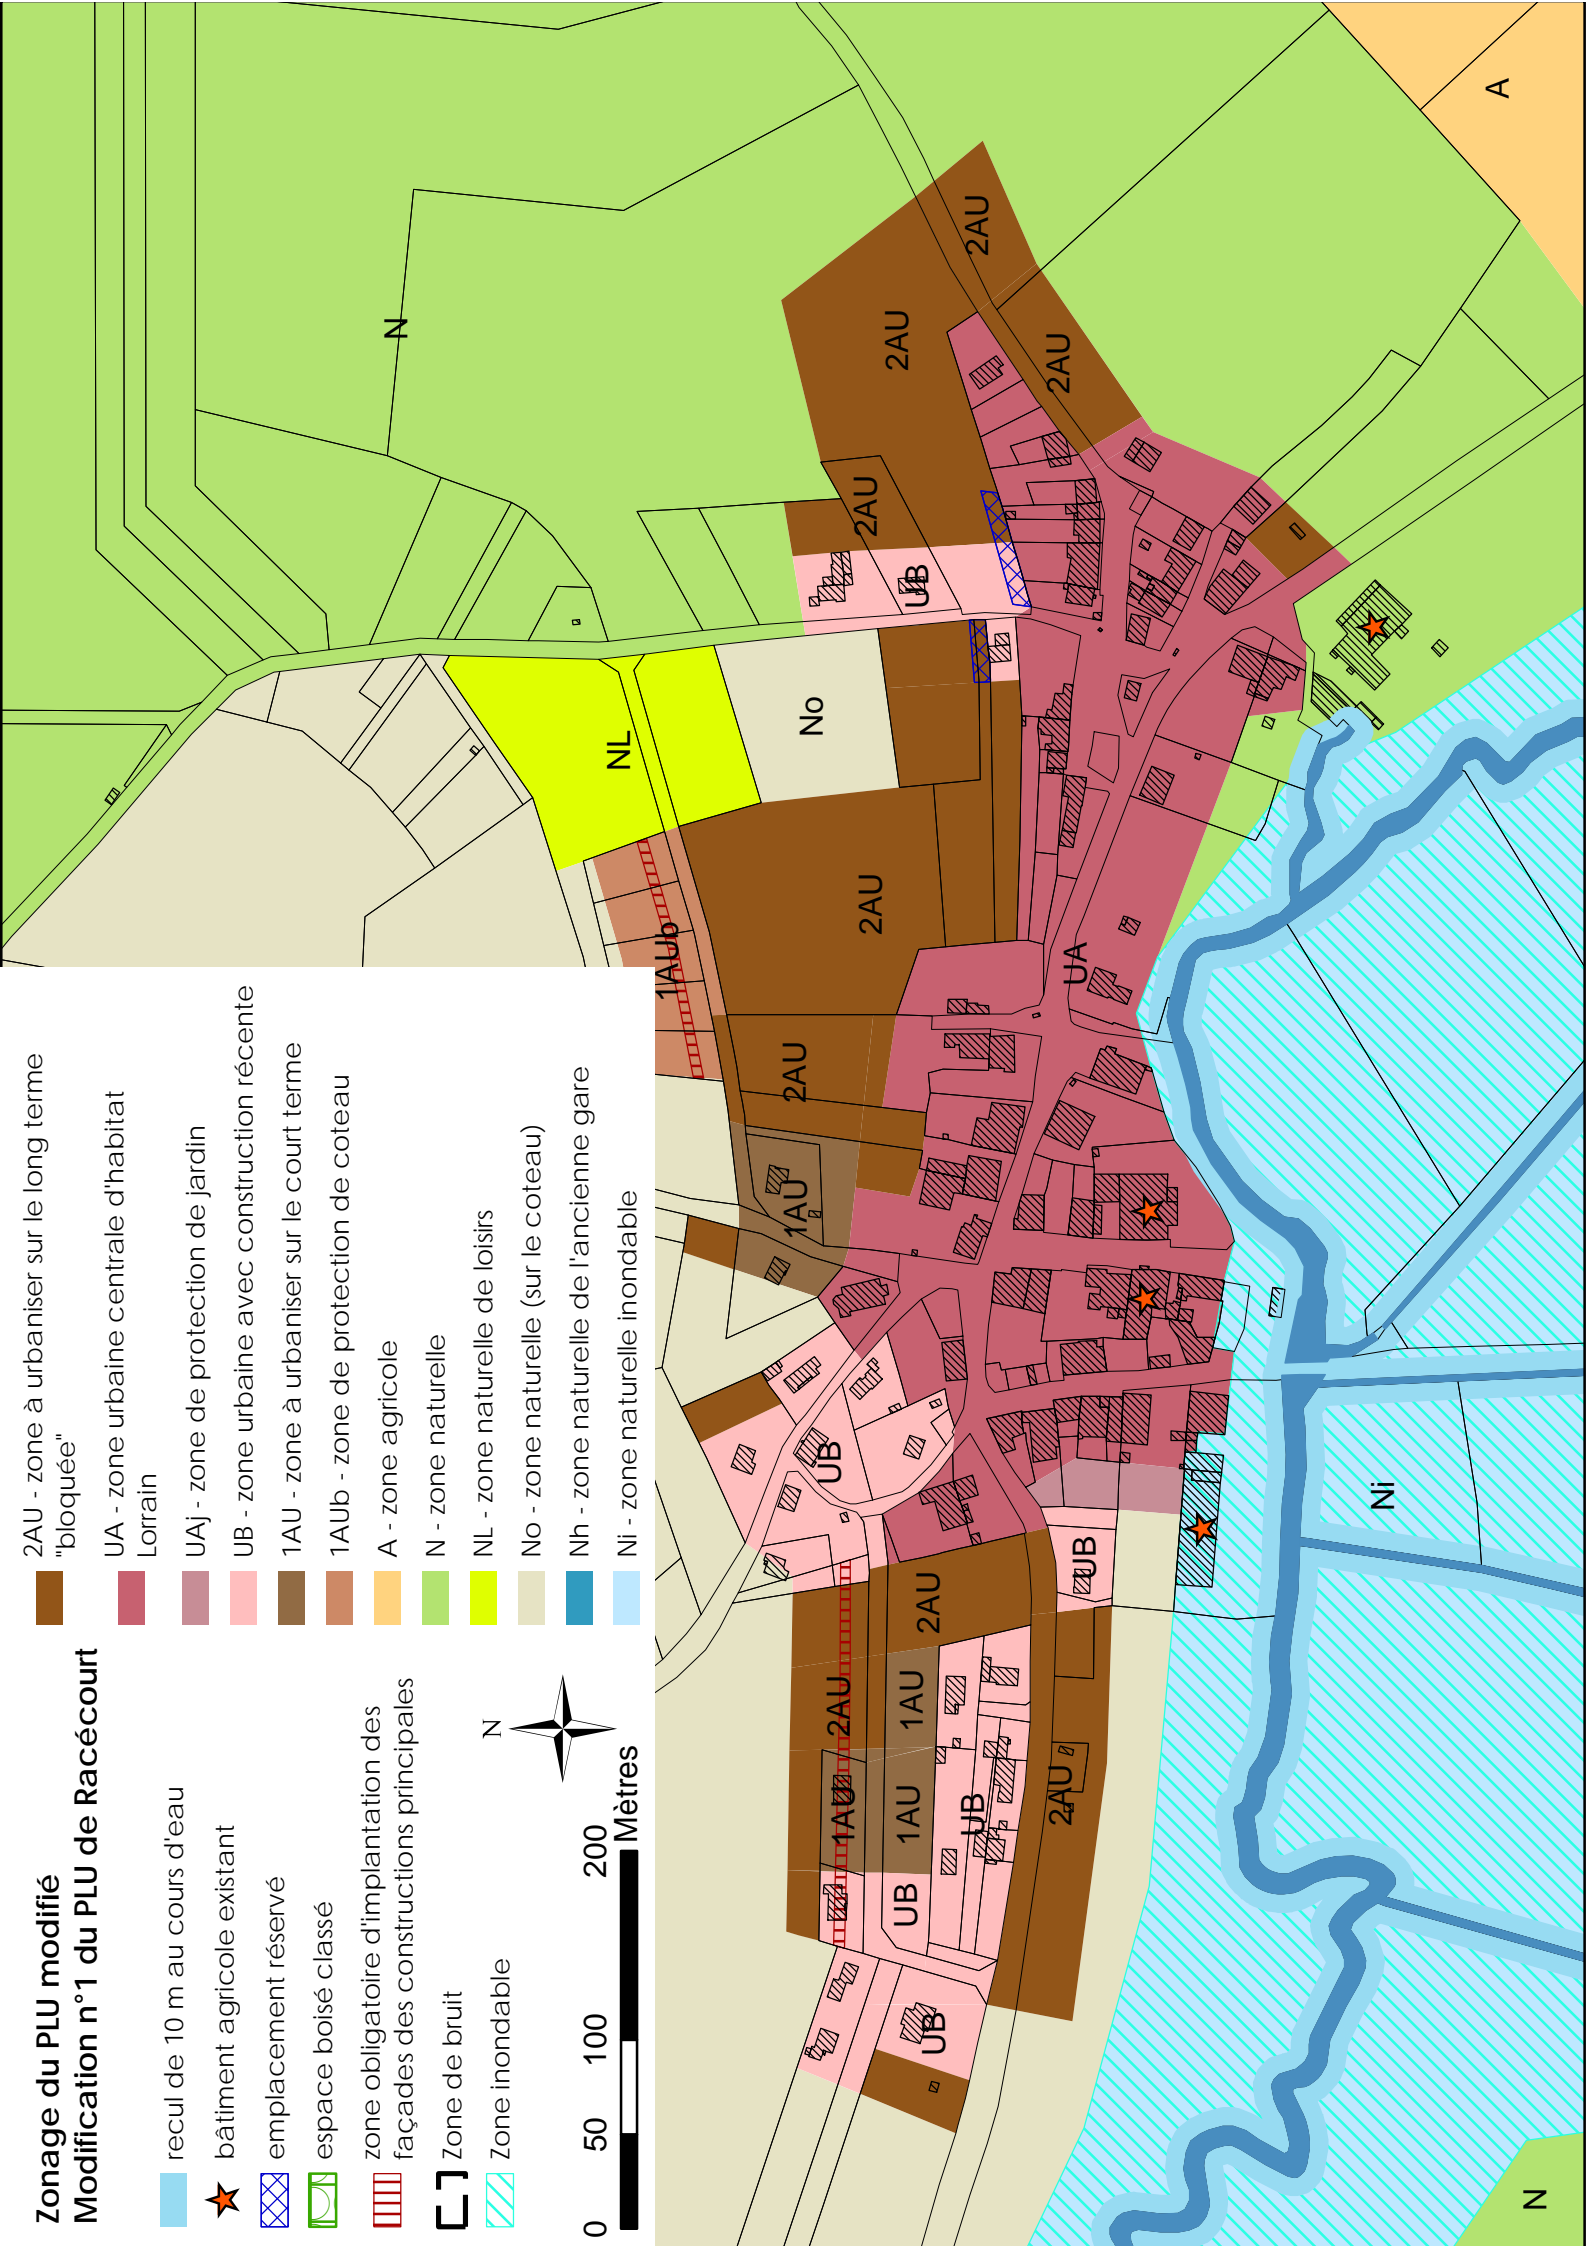 Zonage du PLU modifié
Modification n°1 du PLU de Racécourt
recul de 10 m au cours d'eau
bâtiment agricole existant
emplacement réservé
espace boisé classé
zone obligatoire d'implantation des
façades des constructions principales
Zone de bruit
Zone inondable
N
0 50 100 200
Mètres
2AU - zone à urbaniser sur le long terme
"bloquée"
UA - zone urbaine centrale d'habitat
Lorrain
UAj - zone de protection de jardin
UB - zone urbaine avec construction récente
1AU - zone à urbaniser sur le court terme
1AUb - zone de protection de coteau
A - zone agricole
N - zone naturelle
NL - zone naturelle de loisirs
No - zone naturelle (sur le coteau)
Nh - zone naturelle de l'ancienne gare
Ni - zone naturelle inondable
N
NL
1AUb
No
2AU
1AU
2AU
2AU
2AU
2AU
2AU
2AU
UB
UB
2AU
1AU
1AU
1AU
UB
2AU
UB
UB
UB
2AU
UA
Ni
A
N